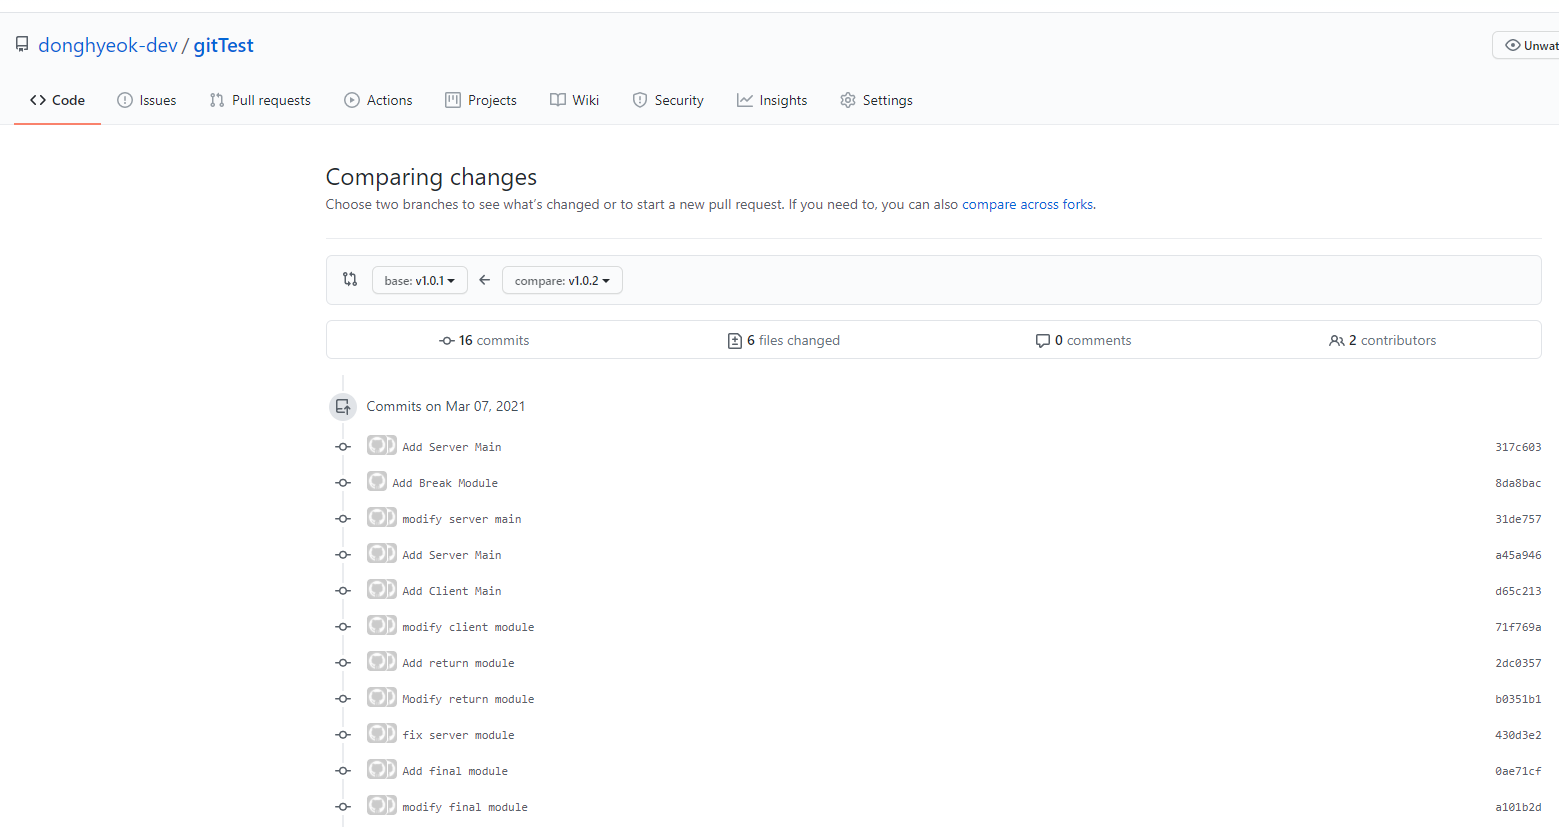 donghyeok-dev / gitTest
Unwat
Code Issues Pull requests Actions Projects Wiki Security Insights Settings
Comparing changes
Choose two branches to see what's changed or to start a new pull request. If you need to, you can also compare across forks.
base: v1.0.1 compare: v1.0.2
16 commits 6 files changed 0 comments 2 contributors
Commits on Mar 07, 2021
Add Server Main 317c603
Add Break Module 8da8bac
modify server main 31de757
Add Server Main a45a946
Add Client Main d65c213
modify client module 71f769a
Add return module 2dc0357
Modify return module b0351b1
fix server module 430d3e2
Add final module 0ae71cf
modify final module a101b2d